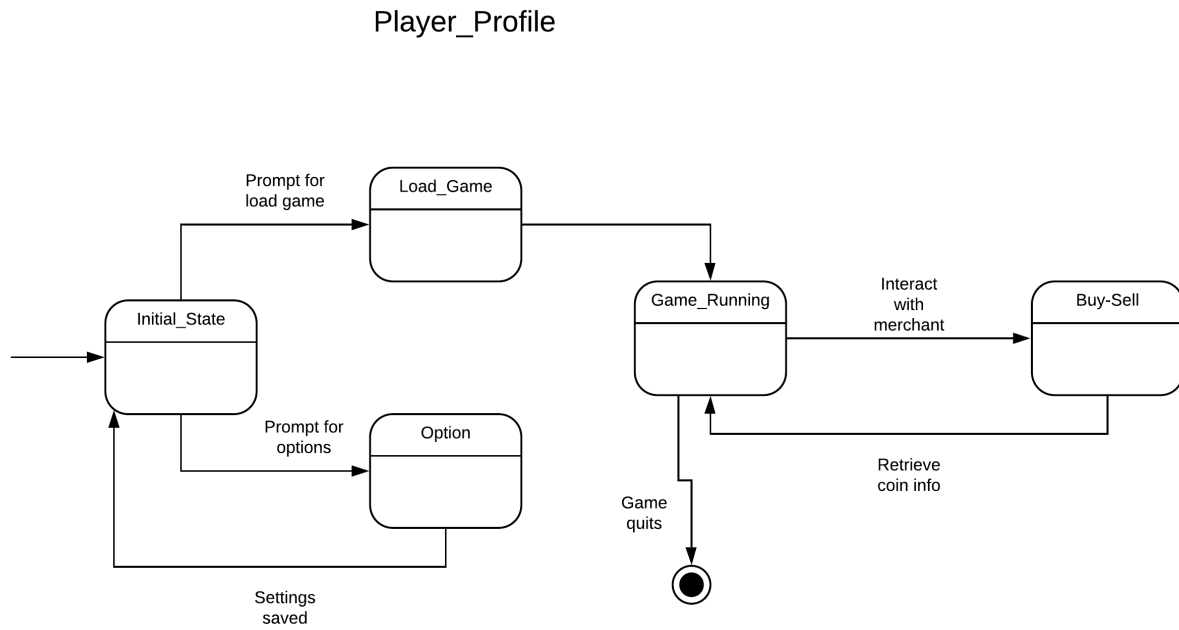 Player_Profile
Prompt for
load game
Load_Game
Initial_State
Game_Running
Interact
with
merchant
Buy-Sell
Prompt for
options
Option
Retrieve
coin info
Game
quits
Settings
saved